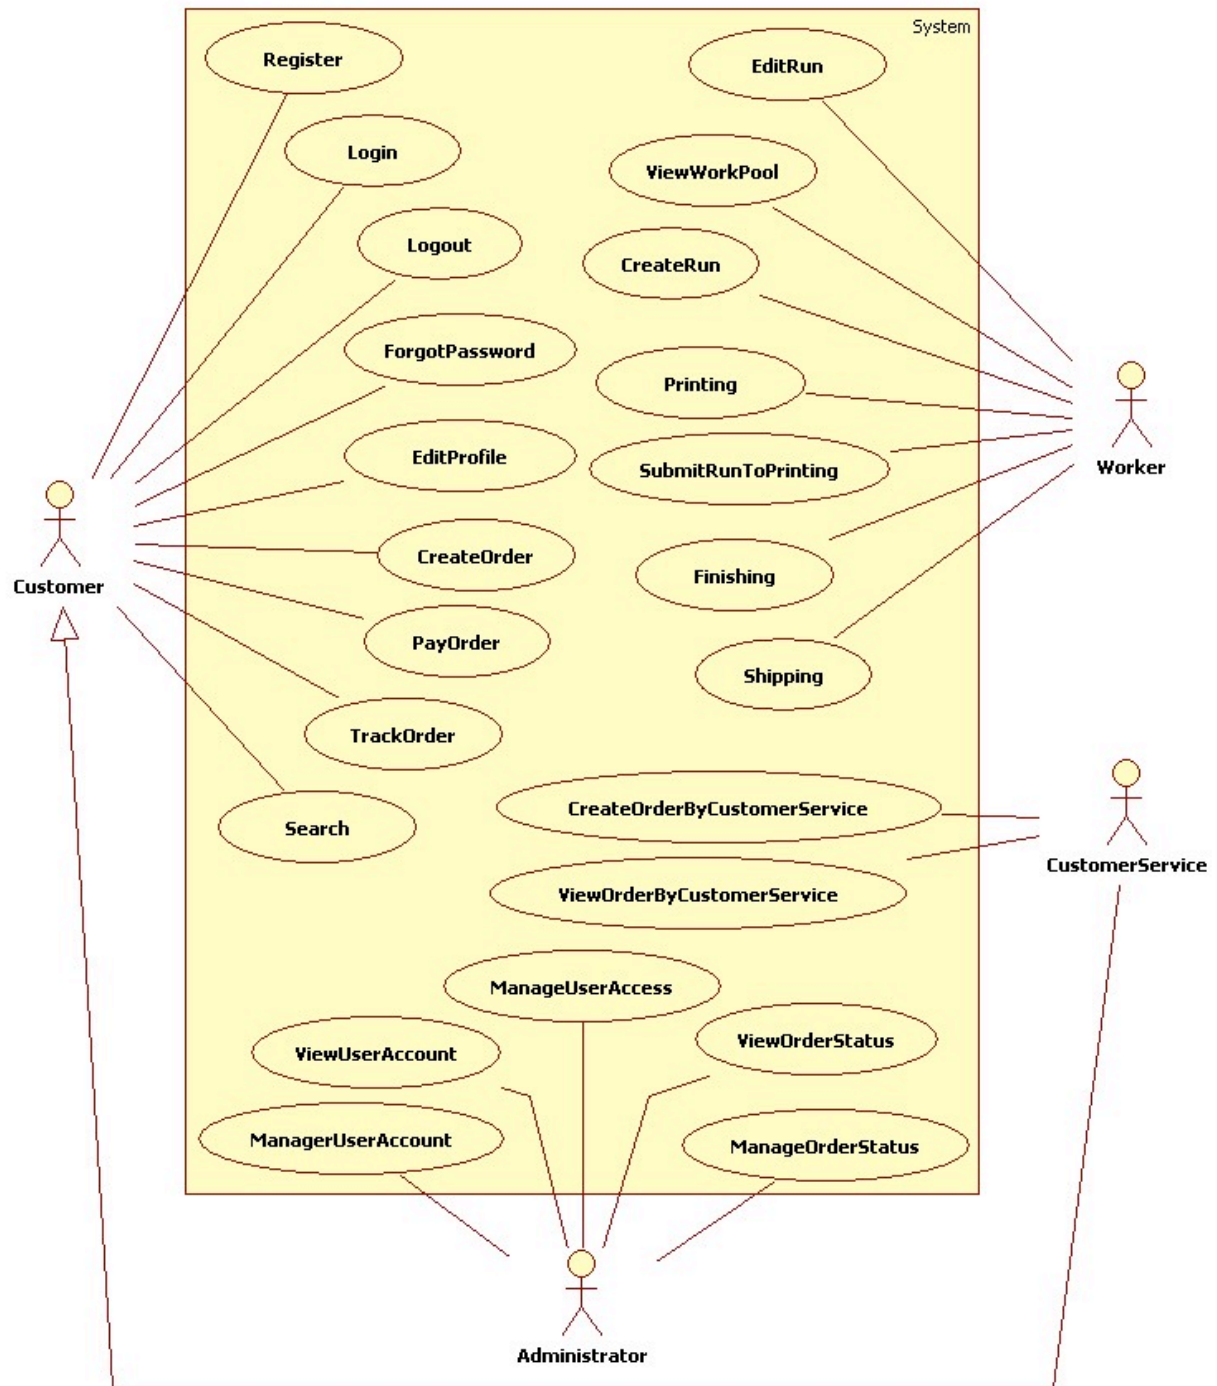 System
Register
EditRun
Login
ViewWorkPool
Logout
CreateRun
ForgotPassword
Printing
EditProfile
SubmitRunToPrinting
Worker
CreateOrder
Finishing
Customer
PayOrder
Shipping
TrackOrder
CreateOrderByCustomerService
Search
CustomerService
ViewOrderByCustomerService
ManageUserAccess
ViewOrderStatus
ViewUserAccount
ManagerUserAccount
ManageOrderStatus
Administrator